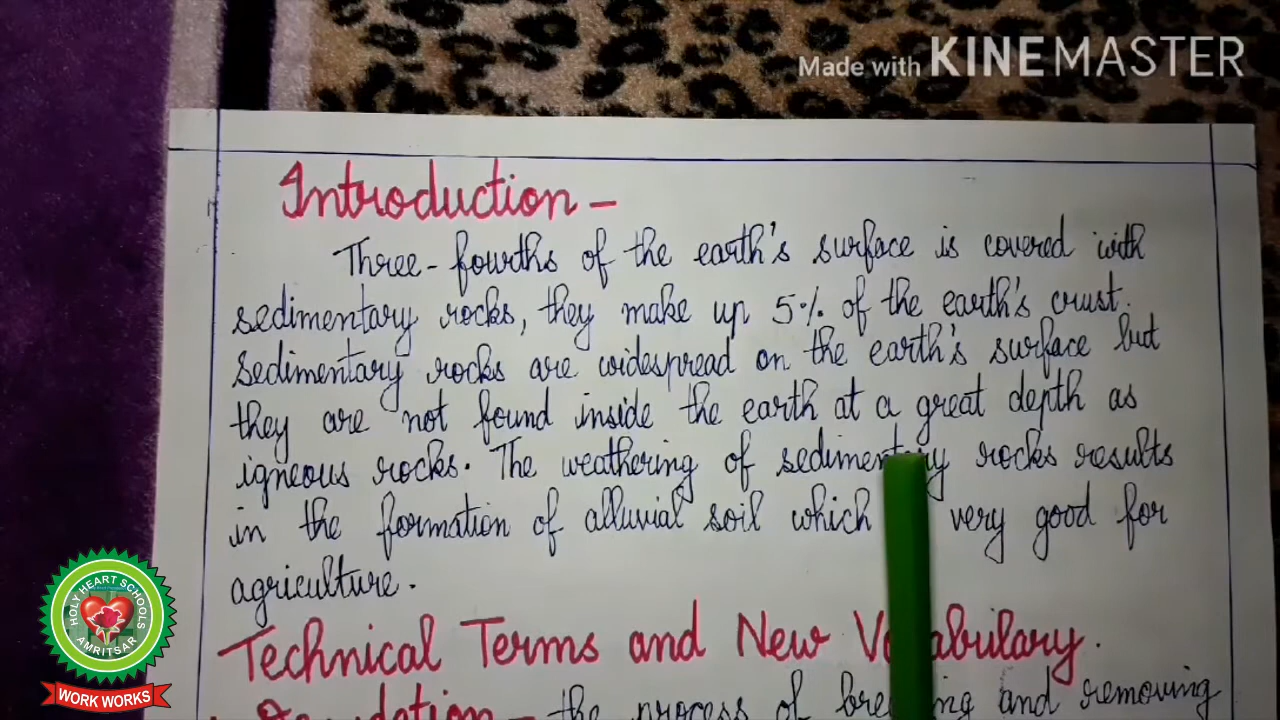 Made with KINEMASTER
Introduction –
Three-fourths of the earth's surface is covered with
sedimentary rocks, they make up 5% of the earth's crust.
Sedimentary rocks are widespread on the earth's surface but
they are not found inside the earth at a great depth as
igneous rocks. The weathering of sedimentary rocks results
in the formation of alluvial soil which very good for
agriculture.
Technical Terms and New Vocabulary.
– the process of breaking and removing
HOLY HEART SCHOOLS
AMRITSAR
WORK WORKS